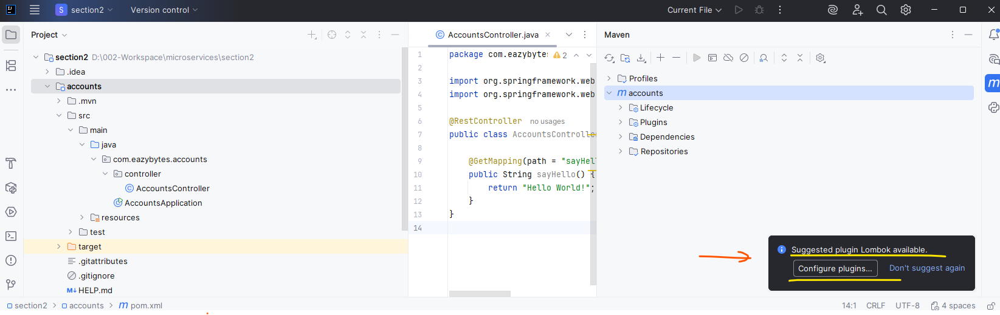 S section2 Version control Current File
Project
section2 D:\002-Workspace\microservices\section2
.idea
accounts
.mvn
src
main
java
com.eazybytes.accounts
controller
AccountsController
AccountsApplication
resources
test
target
.gitattributes
.gitignore
HELP.md
AccountsController.java
2
1 package com.eazybytes
2
3 import org.springframework.web
4 import org.springframework.web
5
6 @RestController no usages
7 public class AccountsController
8
9 @GetMapping(path = "sayHell
10 public String sayHello() {
11 return "Hello World!";
12 }
13 }
14
Maven
Profiles
m accounts
Lifecycle
Plugins
Dependencies
Repositories
Suggested plugin Lombok available.
Configure plugins... Don't suggest again
section2 > accounts > m pom.xml
14:1 CRLF UTF-8 4 spaces